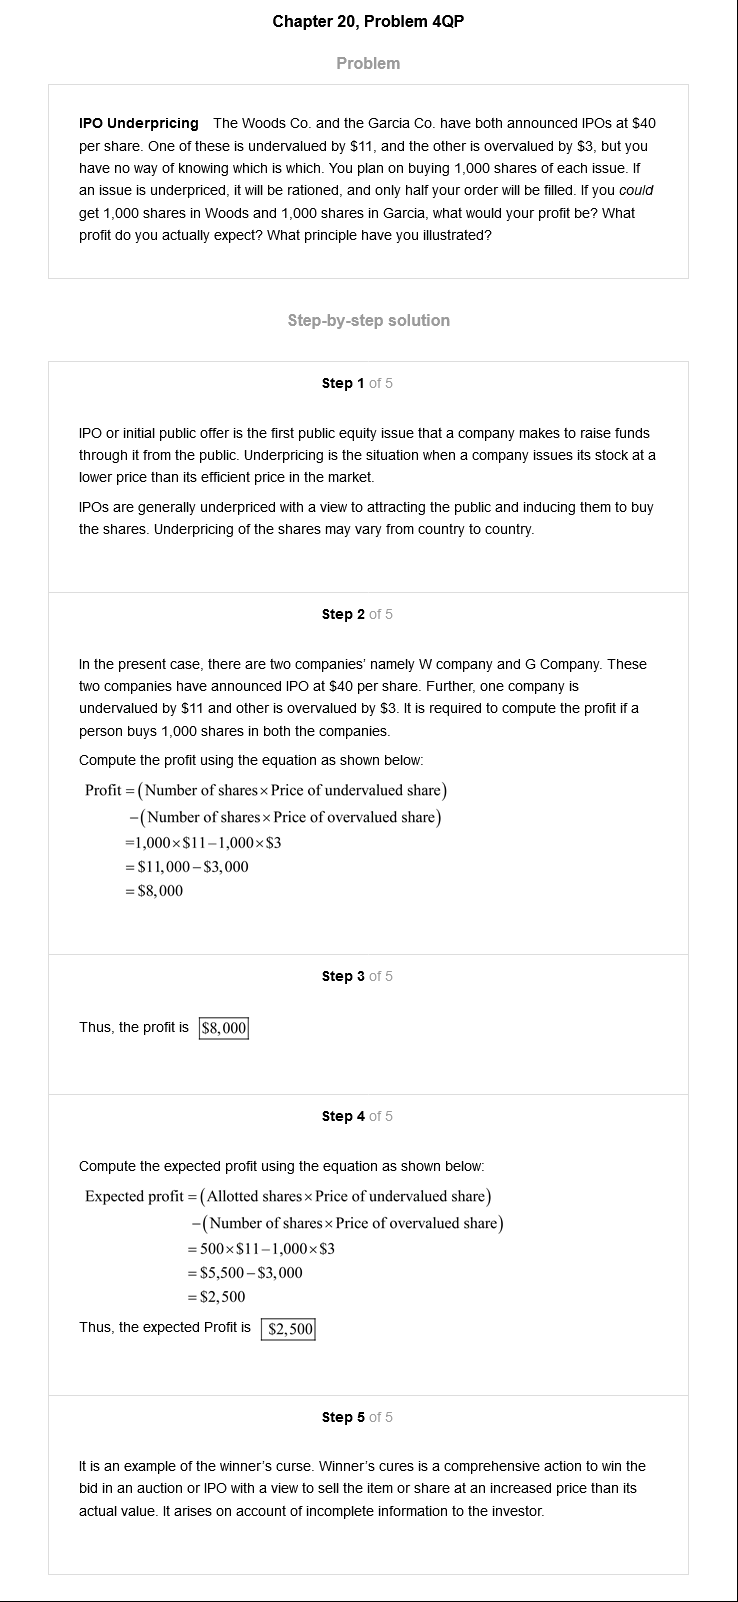 Chapter 20, Problem 4QP
Problem
IPO Underpricing The Woods Co. and the Garcia Co. have both announced IPOs at $40
per share. One of these is undervalued by $11, and the other is overvalued by $3, but you
have no way of knowing which is which. You plan on buying 1,000 shares of each issue. If
an issue is underpriced, it will be rationed, and only half your order will be filled. If you could
get 1,000 shares in Woods and 1,000 shares in Garcia, what would your profit be? What
profit do you actually expect? What principle have you illustrated?
Step-by-step solution
Step 1 of 5
IPO or initial public offer is the first public equity issue that a company makes to raise funds
through it from the public. Underpricing is the situation when a company issues its stock at a
lower price than its efficient price in the market.
IPOs are generally underpriced with a view to attracting the public and inducing them to buy
the shares. Underpricing of the shares may vary from country to country.
Step 2 of 5
In the present case, there are two companies' namely W company and G Company. These
two companies have announced IPO at $40 per share. Further, one company is
undervalued by $11 and other is overvalued by $3. It is required to compute the profit if a
person buys 1,000 shares in both the companies.
Compute the profit using the equation as shown below:
Profit = (Number of shares × Price of undervalued share)
−(Number of shares × Price of overvalued share)
=1,000×$11−1,000×$3
= $11,000−$3,000
= $8,000
Step 3 of 5
Thus, the profit is $8,000
Step 4 of 5
Compute the expected profit using the equation as shown below:
Expected profit = (Allotted shares × Price of undervalued share)
−(Number of shares × Price of overvalued share)
= 500×$11−1,000×$3
= $5,500−$3,000
= $2,500
Thus, the expected Profit is $2,500
Step 5 of 5
It is an example of the winner's curse. Winner's cures is a comprehensive action to win the
bid in an auction or IPO with a view to sell the item or share at an increased price than its
actual value. It arises on account of incomplete information to the investor.